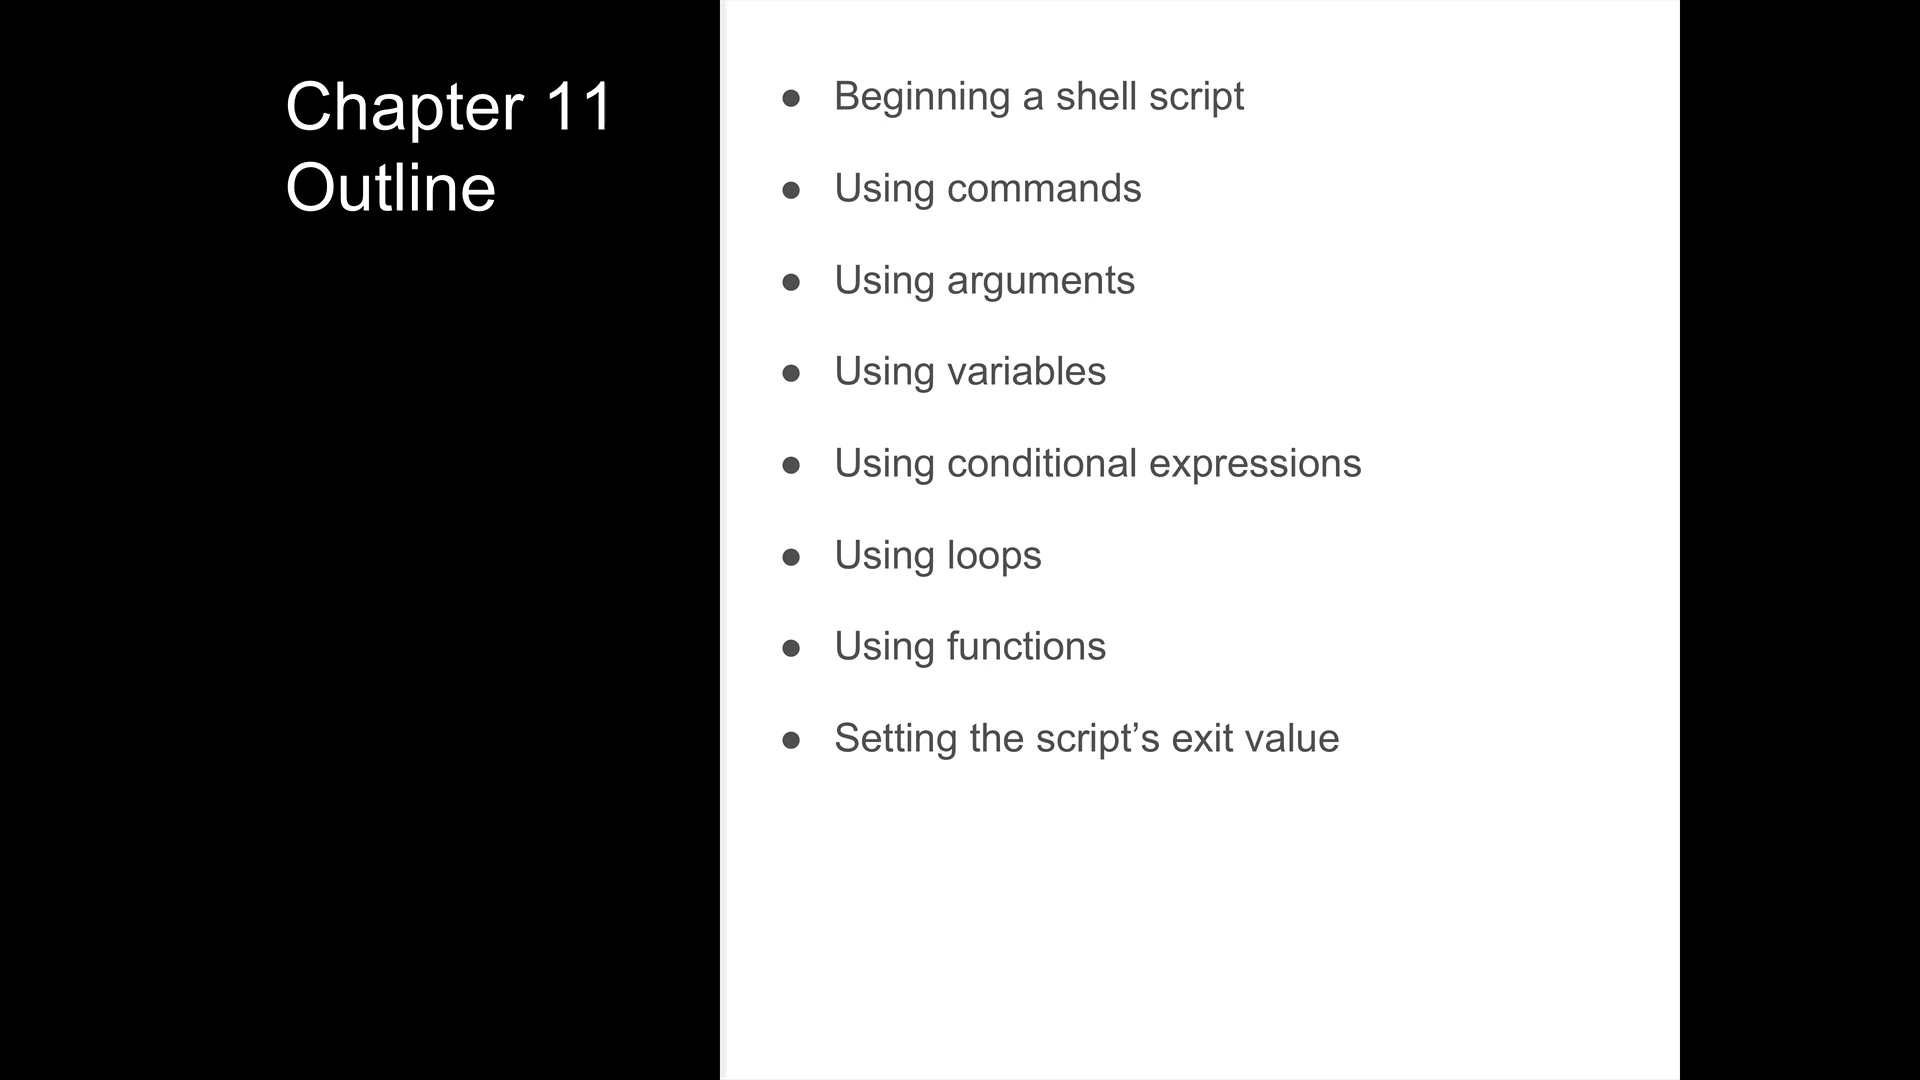 Chapter 11
Outline
● Beginning a shell script
● Using commands
● Using arguments
● Using variables
● Using conditional expressions
● Using loops
● Using functions
● Setting the script’s exit value